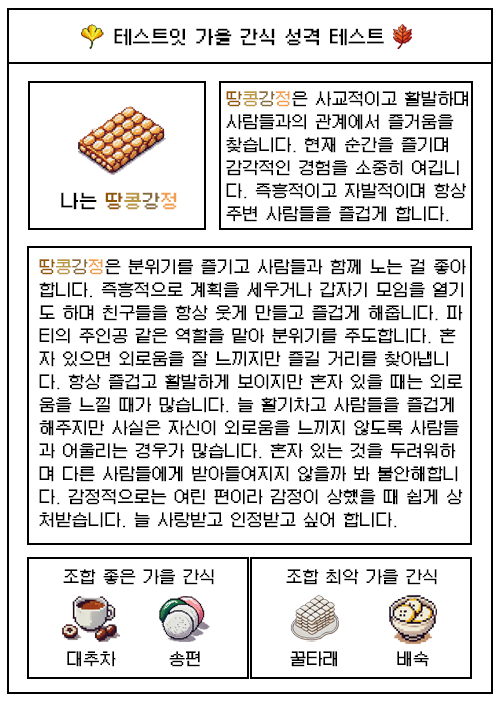 테스트잇 가을 간식 성격 테스트
나는 땅콩강정
땅콩강정은 사교적이고 활발하며
사람들과의 관계에서 즐거움을
찾습니다. 현재 순간을 즐기며
감각적인 경험을 소중히 여깁니
다. 즉흥적이고 자발적이며 항상
주변 사람들을 즐겁게 합니다.
땅콩강정은 분위기를 즐기고 사람들과 함께 노는 걸 좋아
합니다. 즉흥적으로 계획을 세우거나 갑자기 모임을 열기
도 하며 친구들을 항상 웃게 만들고 즐겁게 해줍니다. 파
티의 주인공 같은 역할을 맡아 분위기를 주도합니다. 혼
자 있으면 외로움을 잘 느끼지만 즐길 거리를 찾아냅니
다. 항상 즐겁고 활발하게 보이지만 혼자 있을 때는 외로
움을 느낄 때가 많습니다. 늘 활기차고 사람들을 즐겁게
해주지만 사실은 자신이 외로움을 느끼지 않도록 사람들
과 어울리는 경우가 많습니다. 혼자 있는 것을 두려워하
며 다른 사람들에게 받아들여지지 않을까 봐 불안해합니
다. 감정적으로는 여린 편이라 감정이 상했을 때 쉽게 상
처받습니다. 늘 사랑받고 인정받고 싶어 합니다.
조합 좋은 가을 간식
대추차 송편
조합 최악 가을 간식
꿀타래 배숙